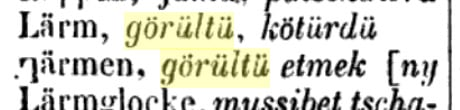 Lärm, görültü, kötürdü
lärmen, görültü etmek [ny
Lärmglocke, mussibet tscha-